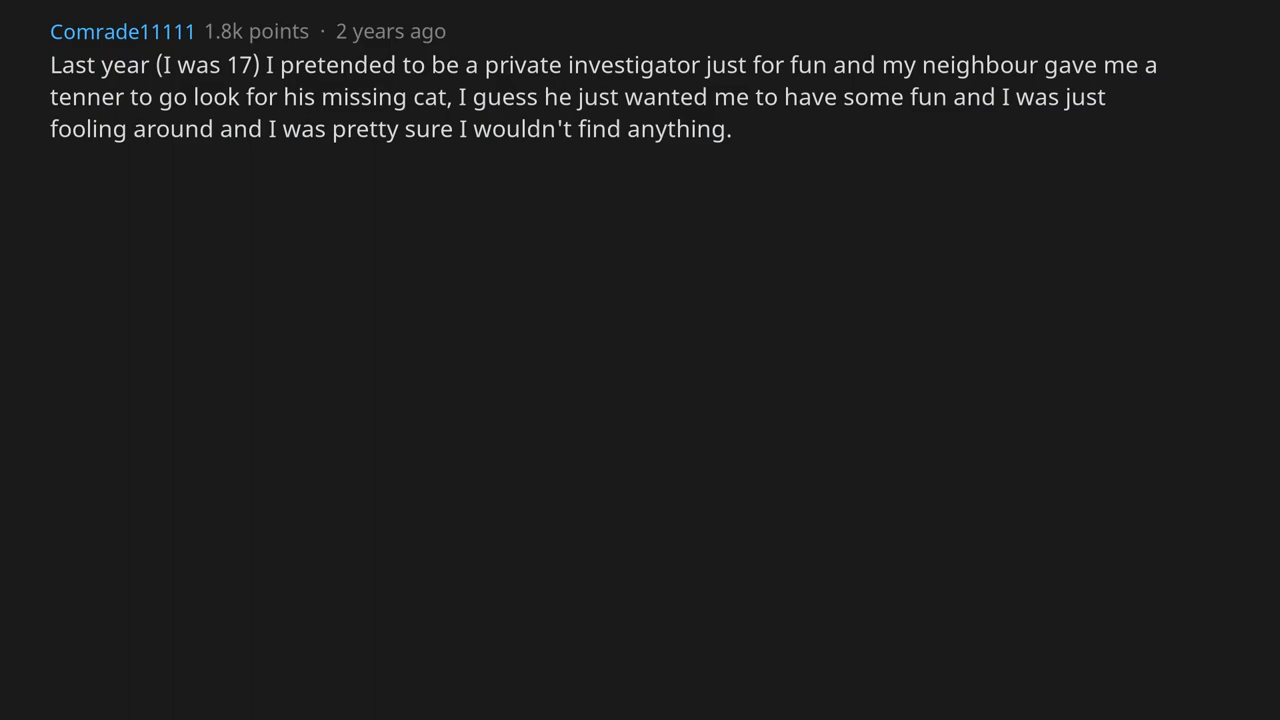 Comrade11111 1.8k points · 2 years ago
Last year (I was 17) I pretended to be a private investigator just for fun and my neighbour gave me a
tenner to go look for his missing cat, I guess he just wanted me to have some fun and I was just
fooling around and I was pretty sure I wouldn't find anything.